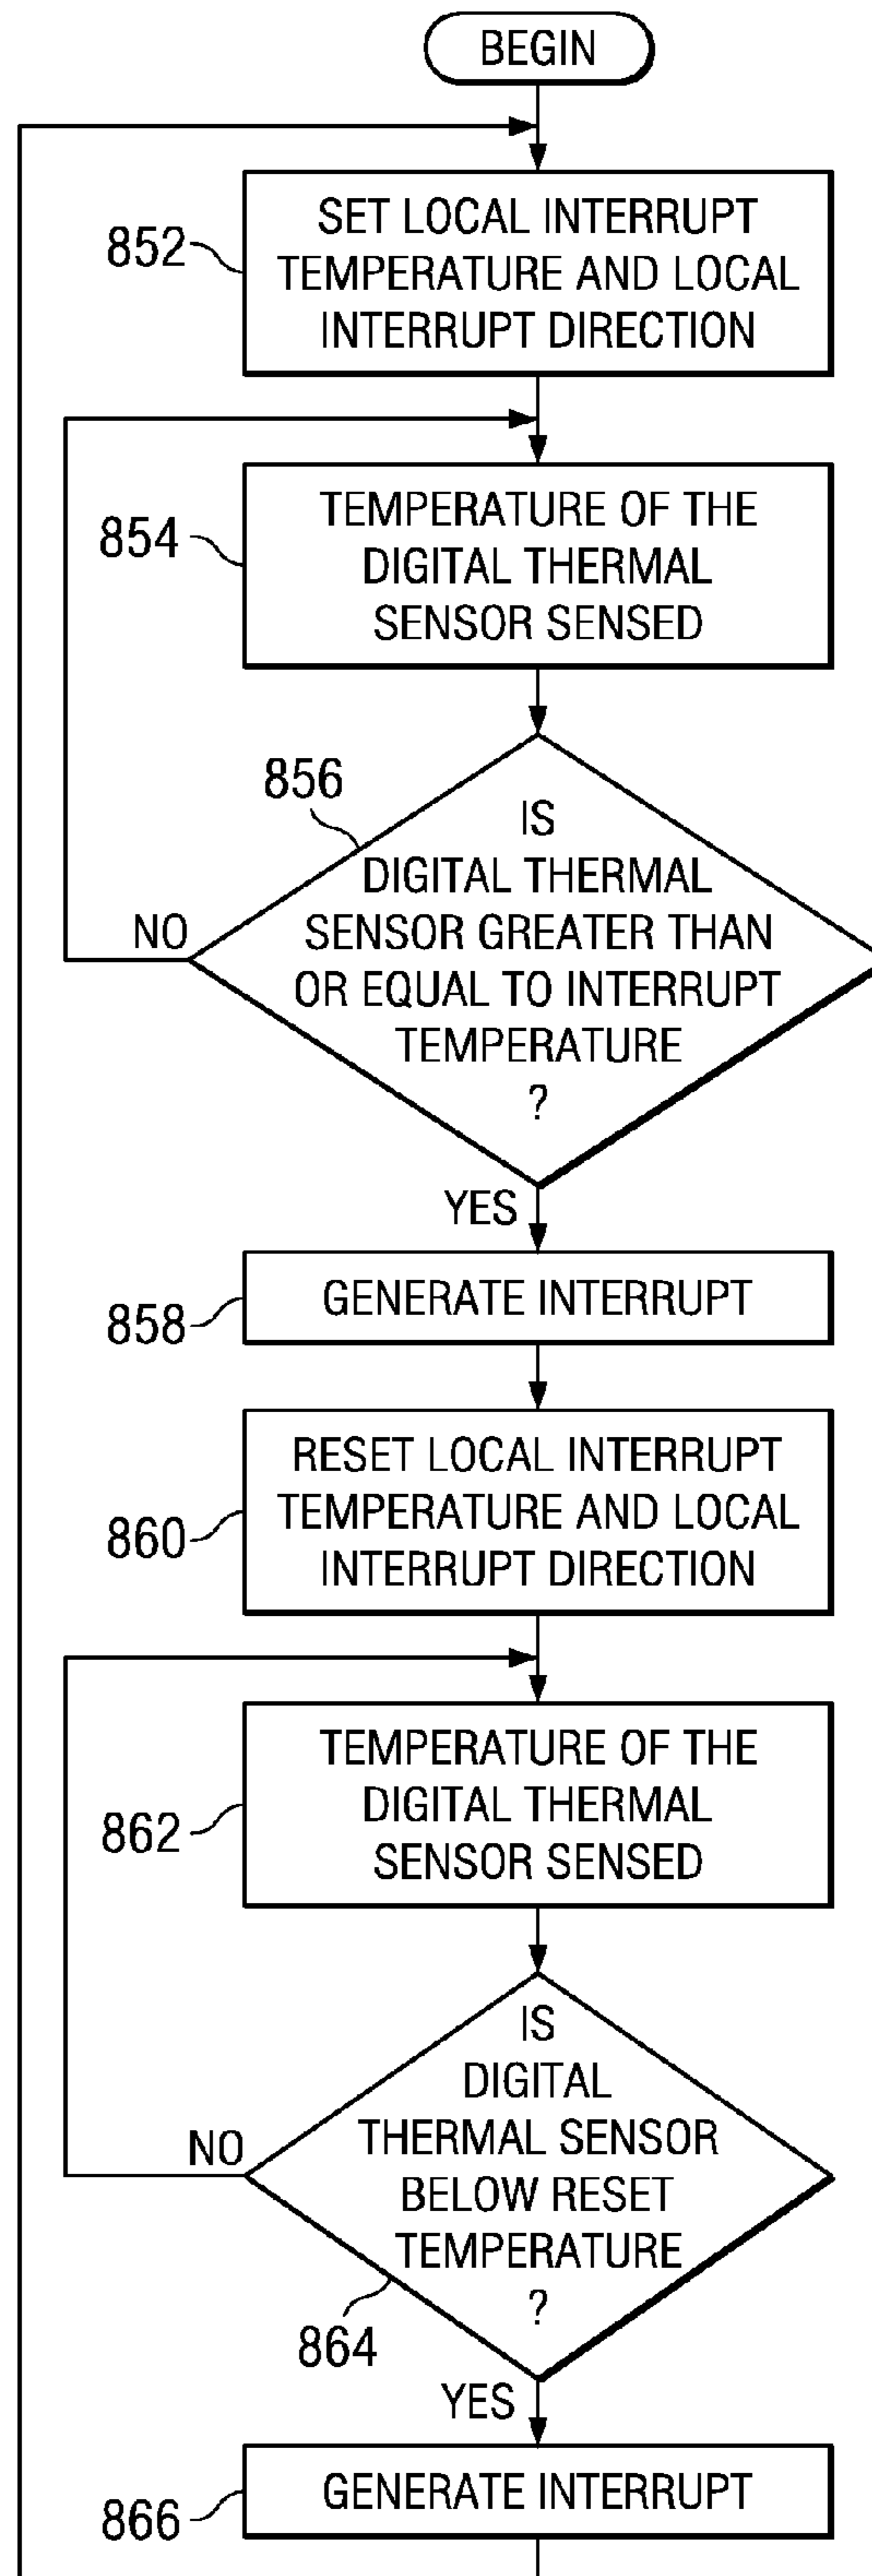 BEGIN
852
SET LOCAL INTERRUPT
TEMPERATURE AND LOCAL
INTERRUPT DIRECTION
854
TEMPERATURE OF THE
DIGITAL THERMAL
SENSOR SENSED
856
IS
DIGITAL THERMAL
SENSOR GREATER THAN
OR EQUAL TO INTERRUPT
TEMPERATURE
?
NO
YES
858
GENERATE INTERRUPT
860
RESET LOCAL INTERRUPT
TEMPERATURE AND LOCAL
INTERRUPT DIRECTION
862
TEMPERATURE OF THE
DIGITAL THERMAL
SENSOR SENSED
IS
DIGITAL
THERMAL SENSOR
BELOW RESET
TEMPERATURE
?
NO
864
YES
866
GENERATE INTERRUPT